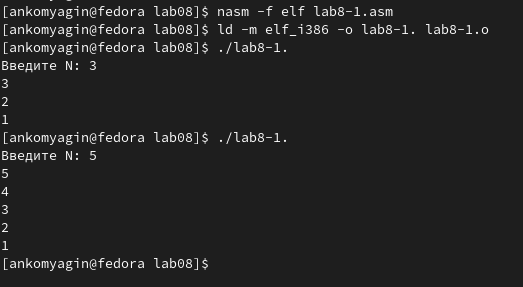 [ankomyagin@fedora lab08]$ nasm -f elf lab8-1.asm
[ankomyagin@fedora lab08]$ ld -m elf_i386 -o lab8-1. lab8-1.o
[ankomyagin@fedora lab08]$ ./lab8-1.
Введите N: 3
3
2
1
[ankomyagin@fedora lab08]$ ./lab8-1.
Введите N: 5
5
4
3
2
1
[ankomyagin@fedora lab08]$